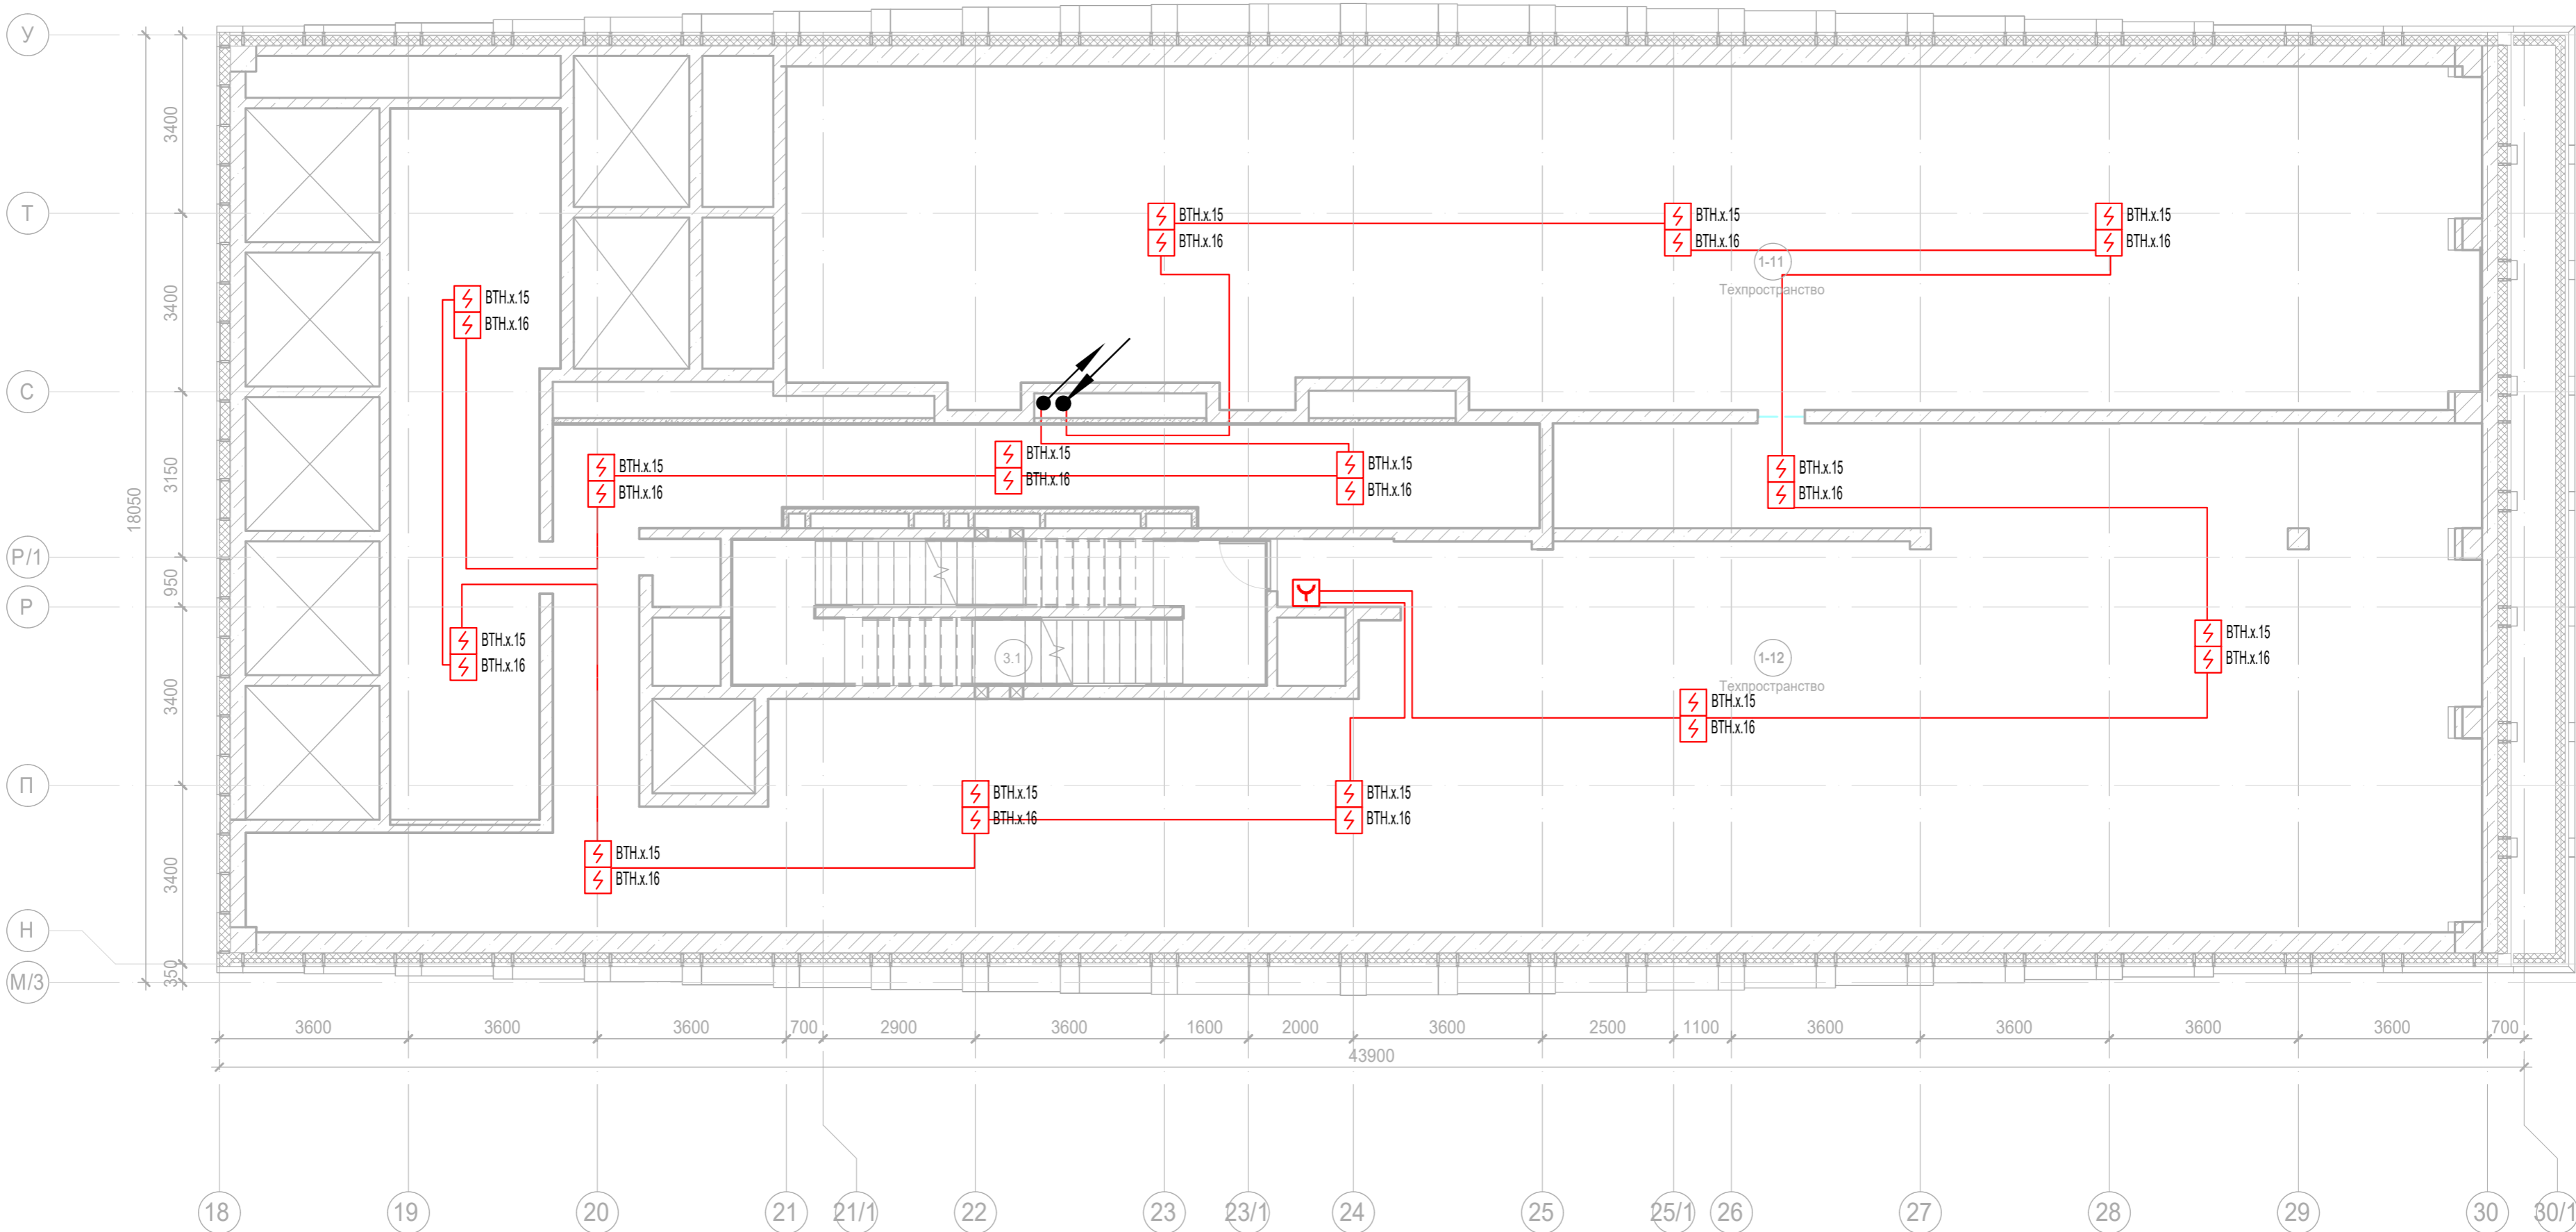 У
Т
С
Р/1
Р
П
Н
М/3
3400
3400
3150
950
3400
3400
350
18050
ВТН.х.15
ВТН.х.16
ВТН.х.15
ВТН.х.16
ВТН.х.15
ВТН.х.16
1-11
Техпространство
ВТН.х.15
ВТН.х.16
ВТН.х.15
ВТН.х.16
ВТН.х.15
ВТН.х.16
ВТН.х.15
ВТН.х.16
ВТН.х.15
ВТН.х.16
ВТН.х.15
ВТН.х.16
ВТН.х.15
ВТН.х.16
3.1
1-12
Техпространство
ВТН.х.15
ВТН.х.16
ВТН.х.15
ВТН.х.16
ВТН.х.15
ВТН.х.16
ВТН.х.15
ВТН.х.16
3600
3600
3600
700
2900
3600
1600
2000
3600
2500
1100
3600
3600
3600
3600
700
43900
18
19
20
21
21/1
22
23
23/1
24
25
25/1
26
27
28
29
30
30/1